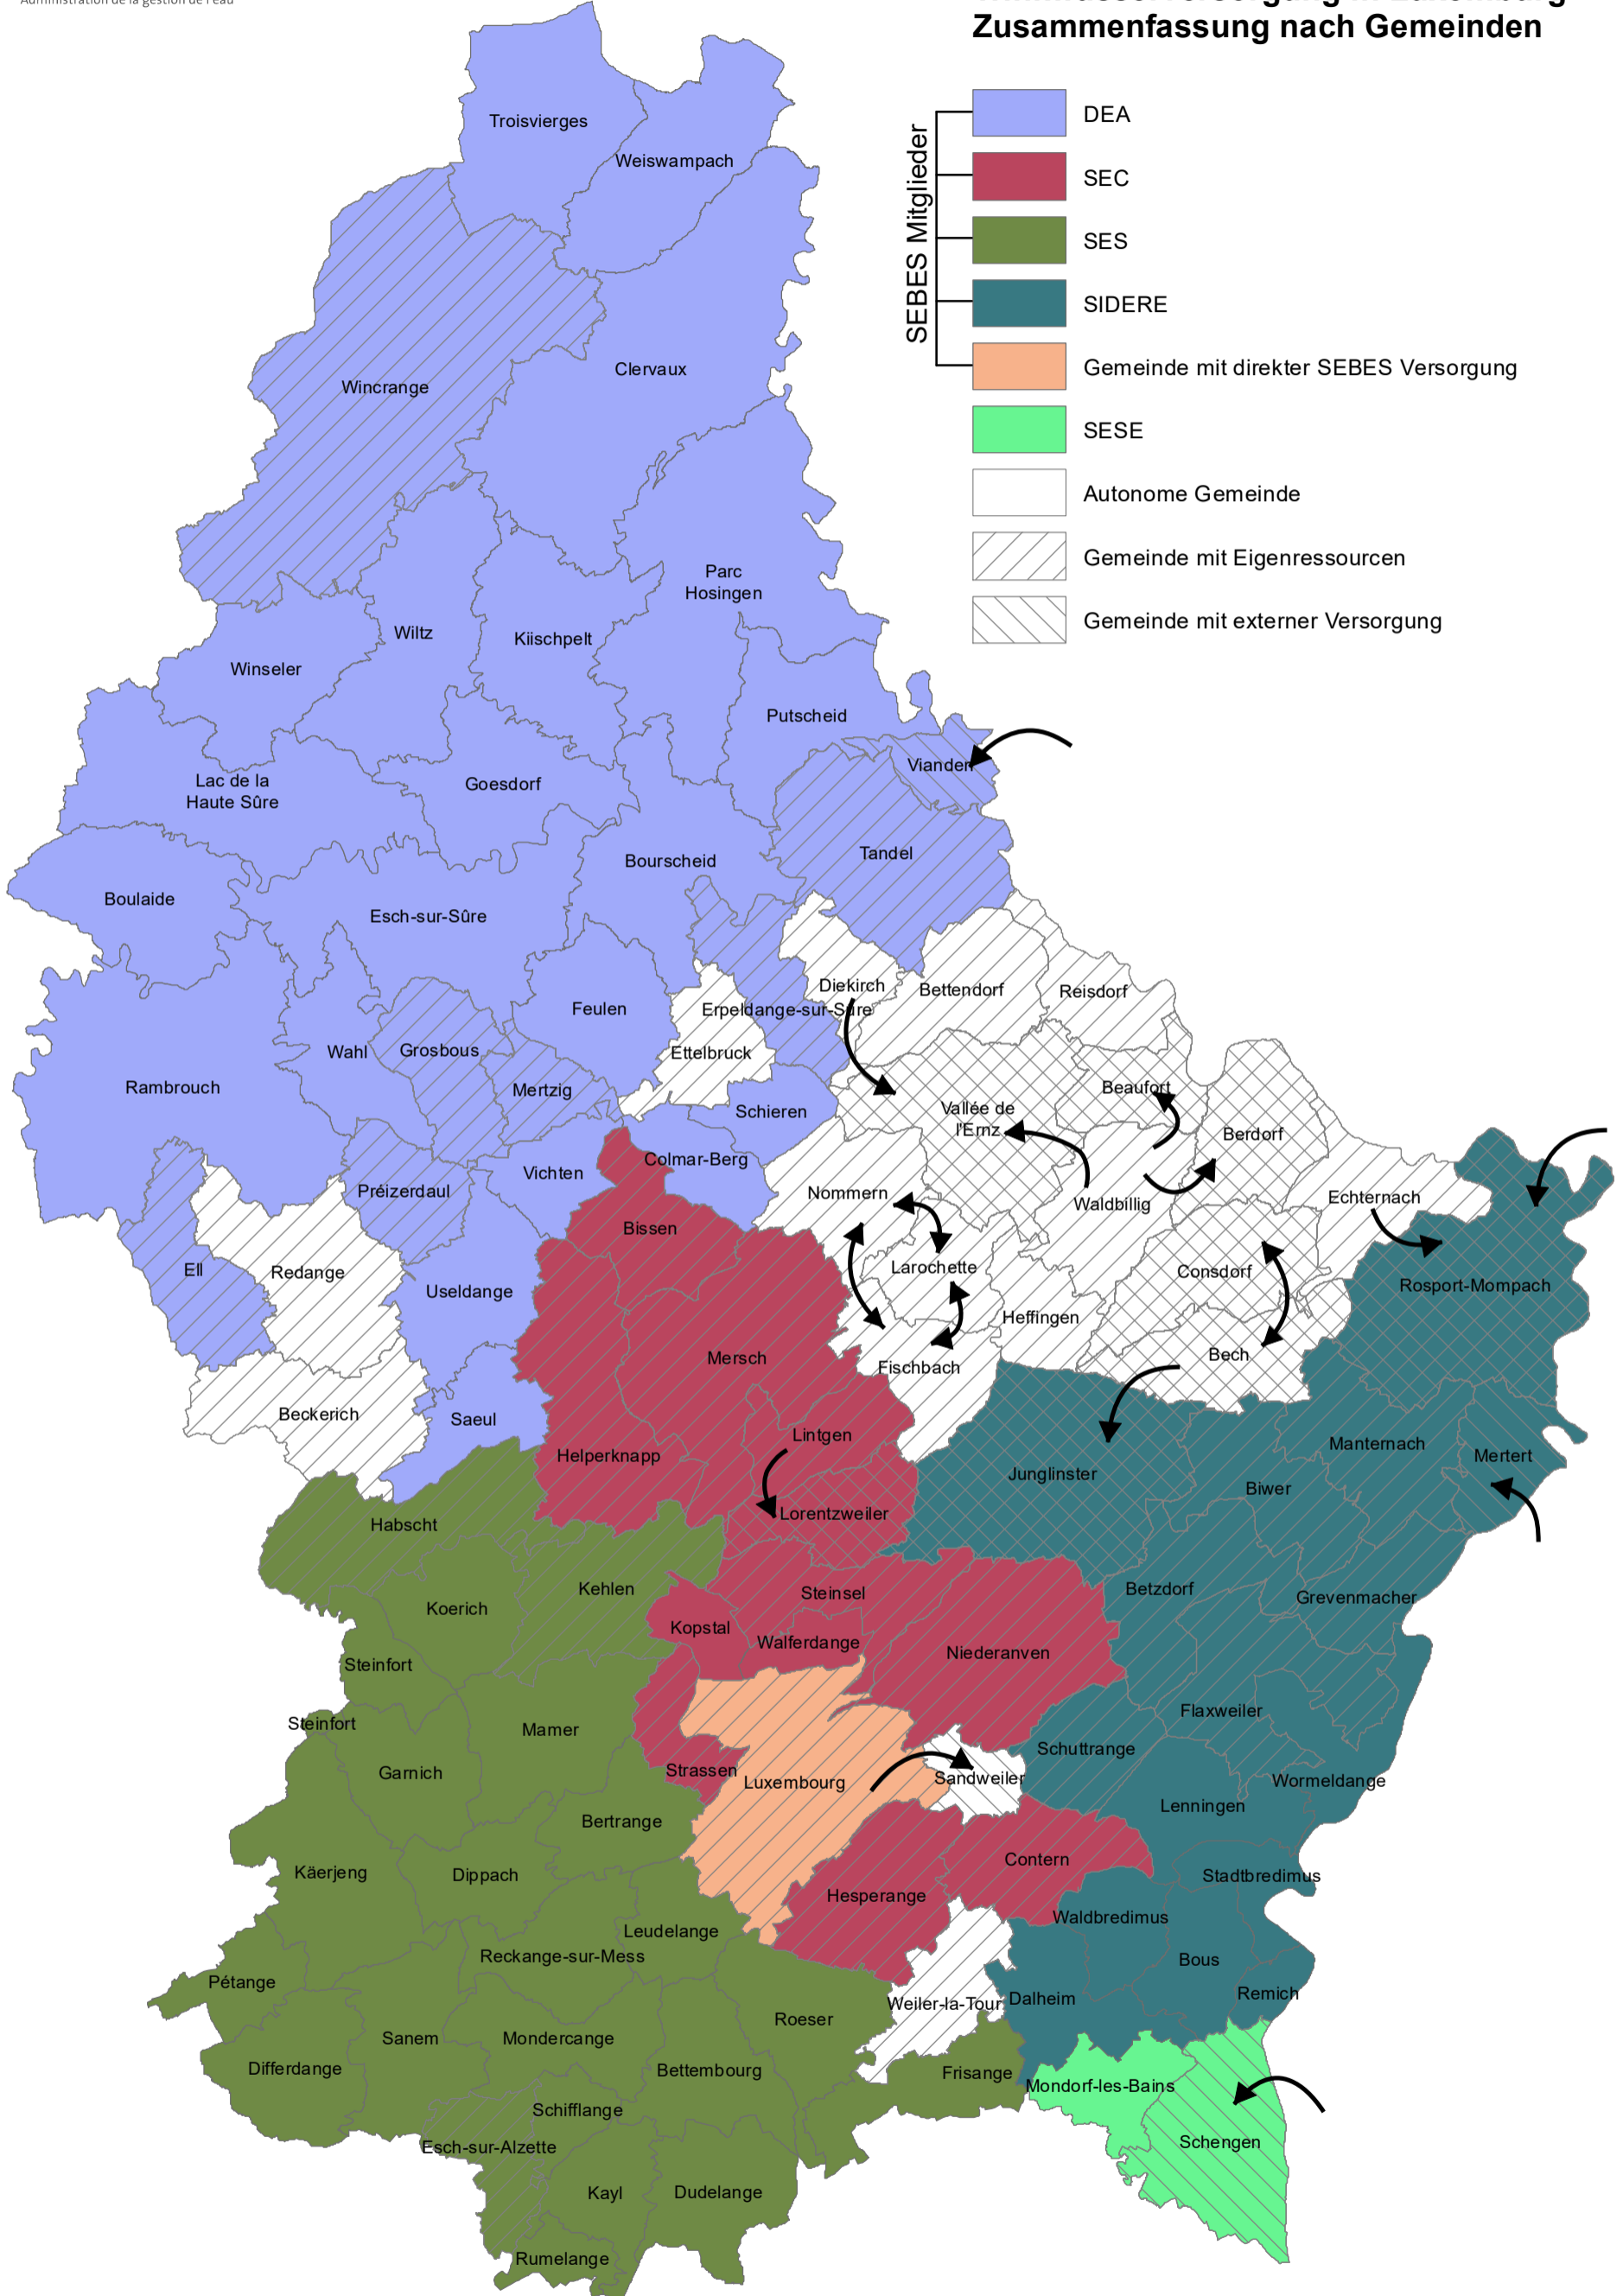 Administration de la gestion de l'eau
Zusammenfassung nach Gemeinden
SEBES Mitglieder
DEA
SEC
SES
SIDERE
Gemeinde mit direkter SEBES Versorgung
SESE
Autonome Gemeinde
Gemeinde mit Eigenressourcen
Gemeinde mit externer Versorgung
Troisvierges
Weiswampach
Clervaux
Wincrange
Parc
Hosingen
Wiltz
Kiischpelt
Winseler
Putscheid
Vianden
Lac de la
Haute Sûre
Goesdorf
Tandel
Bourscheid
Boulaide
Esch-sur-Sûre
Diekirch
Bettendorf
Reisdorf
Feulen
Erpeldange-sur-Sûre
Wahl
Grosbous
Ettelbruck
Rambrouch
Mertzig
Beaufort
Schieren
Vallée de
l'Ernz
Berdorf
Colmar-Berg
Vichten
Préizerdaul
Nommern
Waldbillig
Echternach
Bissen
Ell
Redange
Larochette
Consdorf
Rosport-Mompach
Useldange
Heffingen
Mersch
Fischbach
Bech
Beckerich
Saeul
Lintgen
Helperknapp
Manternach
Mertert
Junglinster
Biwer
Lorentzweiler
Habscht
Kehlen
Steinsel
Betzdorf
Grevenmacher
Koerich
Kopstal
Walferdange
Niederanven
Steinfort
Flaxweiler
Steinfort
Mamer
Schuttrange
Garnich
Strassen
Luxembourg
Sandweiler
Wormeldange
Lenningen
Bertrange
Käerjeng
Dippach
Contern
Stadtbredimus
Hesperange
Leudelange
Waldbredimus
Reckange-sur-Mess
Bous
Pétange
Remich
Weiler-la-Tour
Dalheim
Roeser
Sanem
Mondercange
Differdange
Bettembourg
Frisange
Mondorf-les-Bains
Schifflange
Schengen
Esch-sur-Alzette
Kayl
Dudelange
Rumelange